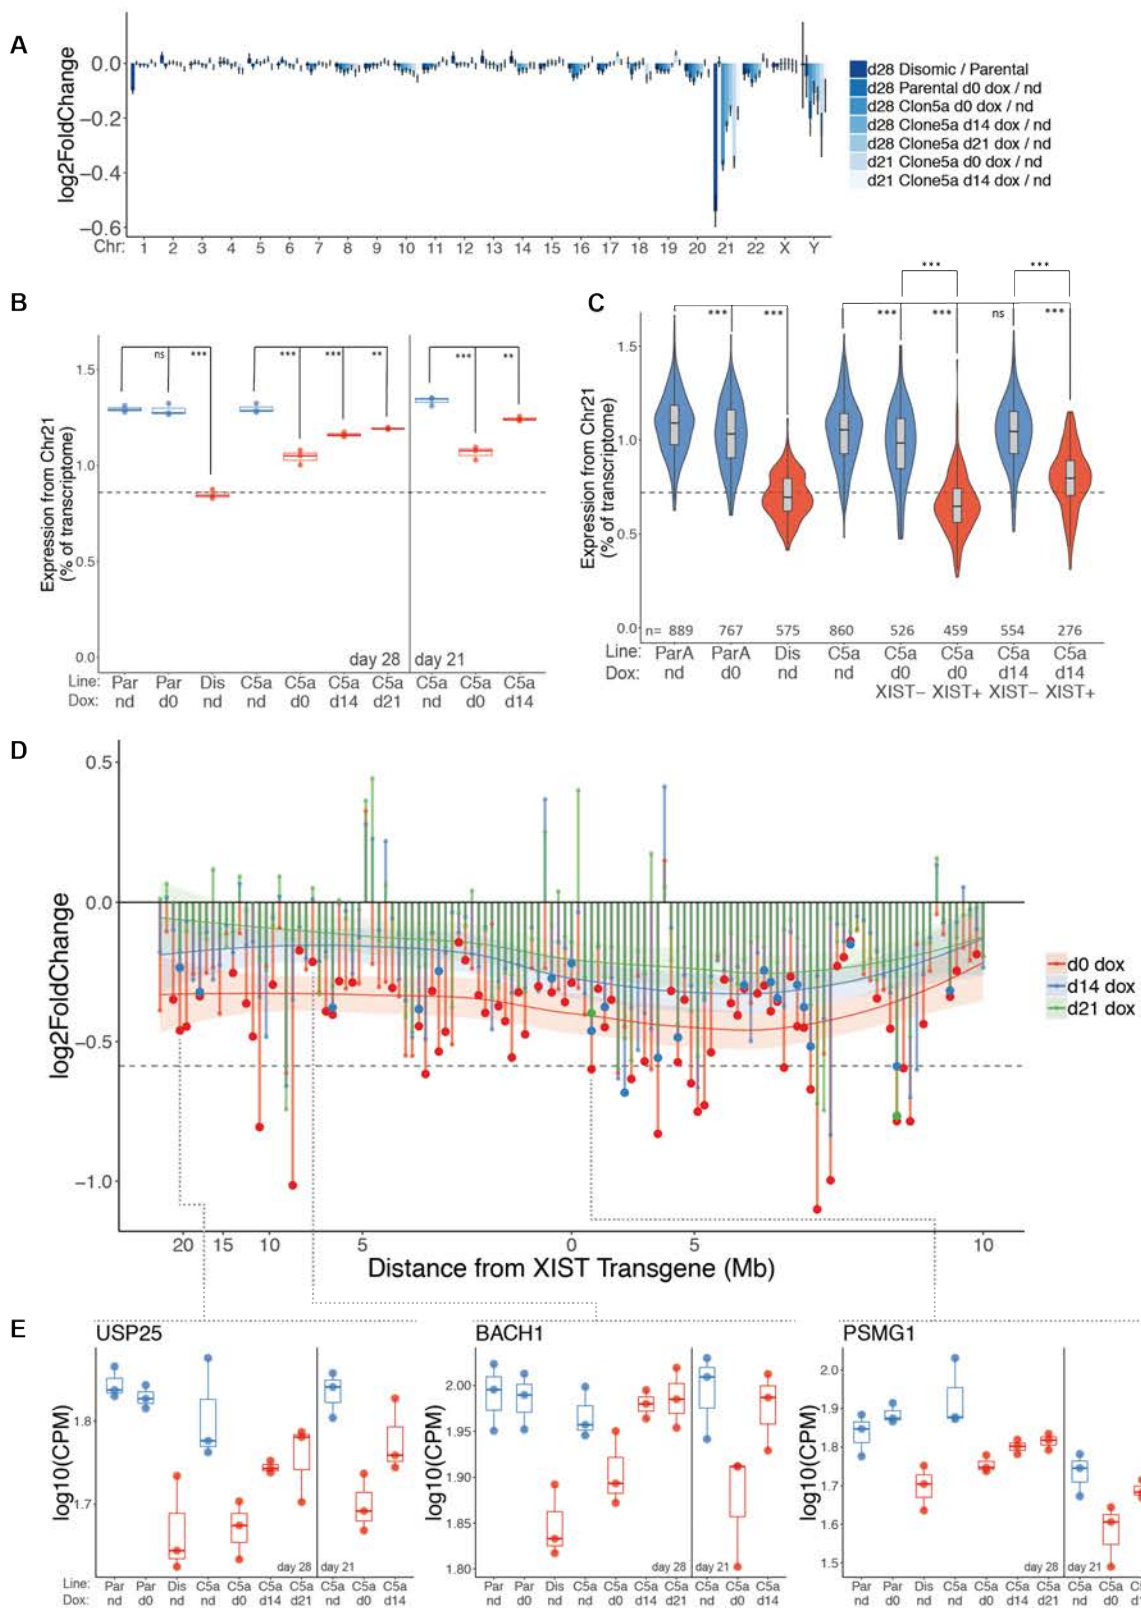 A
0.0
−0.2
−0.4
−0.6
log2FoldChange
Chr: 1 2 3 4 5 6 7 8 9 10 11 12 13 14 15 16 17 18 19 20 21 22 X Y
d28 Disomic / Parental
d28 Parental d0 dox / nd
d28 Clon5a d0 dox / nd
d28 Clone5a d14 dox / nd
d28 Clone5a d21 dox / nd
d21 Clone5a d0 dox / nd
d21 Clone5a d14 dox / nd
B
Expression from Chr21
(% of transcriptome)
1.5
1.0
0.5
0.0
ns *** *** *** ** *** **
day 28 day 21
Line: Par Par Dis C5a C5a C5a C5a C5a C5a C5a
Dox: nd d0 nd nd d0 d14 d21 nd d0 d14
C
Expression from Chr21
(% of transcriptome)
1.5
1.0
0.5
0.0
*** ***
*** *** *** *** ns ***
n= 889 767 575 860 526 459 554 276
Line: ParA ParA Dis C5a C5a C5a C5a C5a
Dox: nd d0 nd nd d0 d0 d14 d14
XIST− XIST+ XIST− XIST+
D
log2FoldChange
0.5
0.0
−0.5
−1.0
20 15 10 5 0 5 10
Distance from XIST Transgene (Mb)
d0 dox
d14 dox
d21 dox
E
USP25
log10(CPM)
1.8
1.7
day 28 day 21
Line: Par Par Dis C5a C5a C5a C5a C5a C5a C5a
Dox: nd d0 nd nd d0 d14 d21 nd d0 d14
BACH1
log10(CPM)
2.00
1.95
1.90
1.85
1.80
day 28 day 21
Par Par Dis C5a C5a C5a C5a C5a C5a C5a
nd d0 nd nd d0 d14 d21 nd d0 d14
PSMG1
log10(CPM)
2.0
1.9
1.8
1.7
1.6
1.5
day 28 day 21
Par Par Dis C5a C5a C5a C5a C5a C5a
nd d0 nd nd d0 d14 d21 nd d0